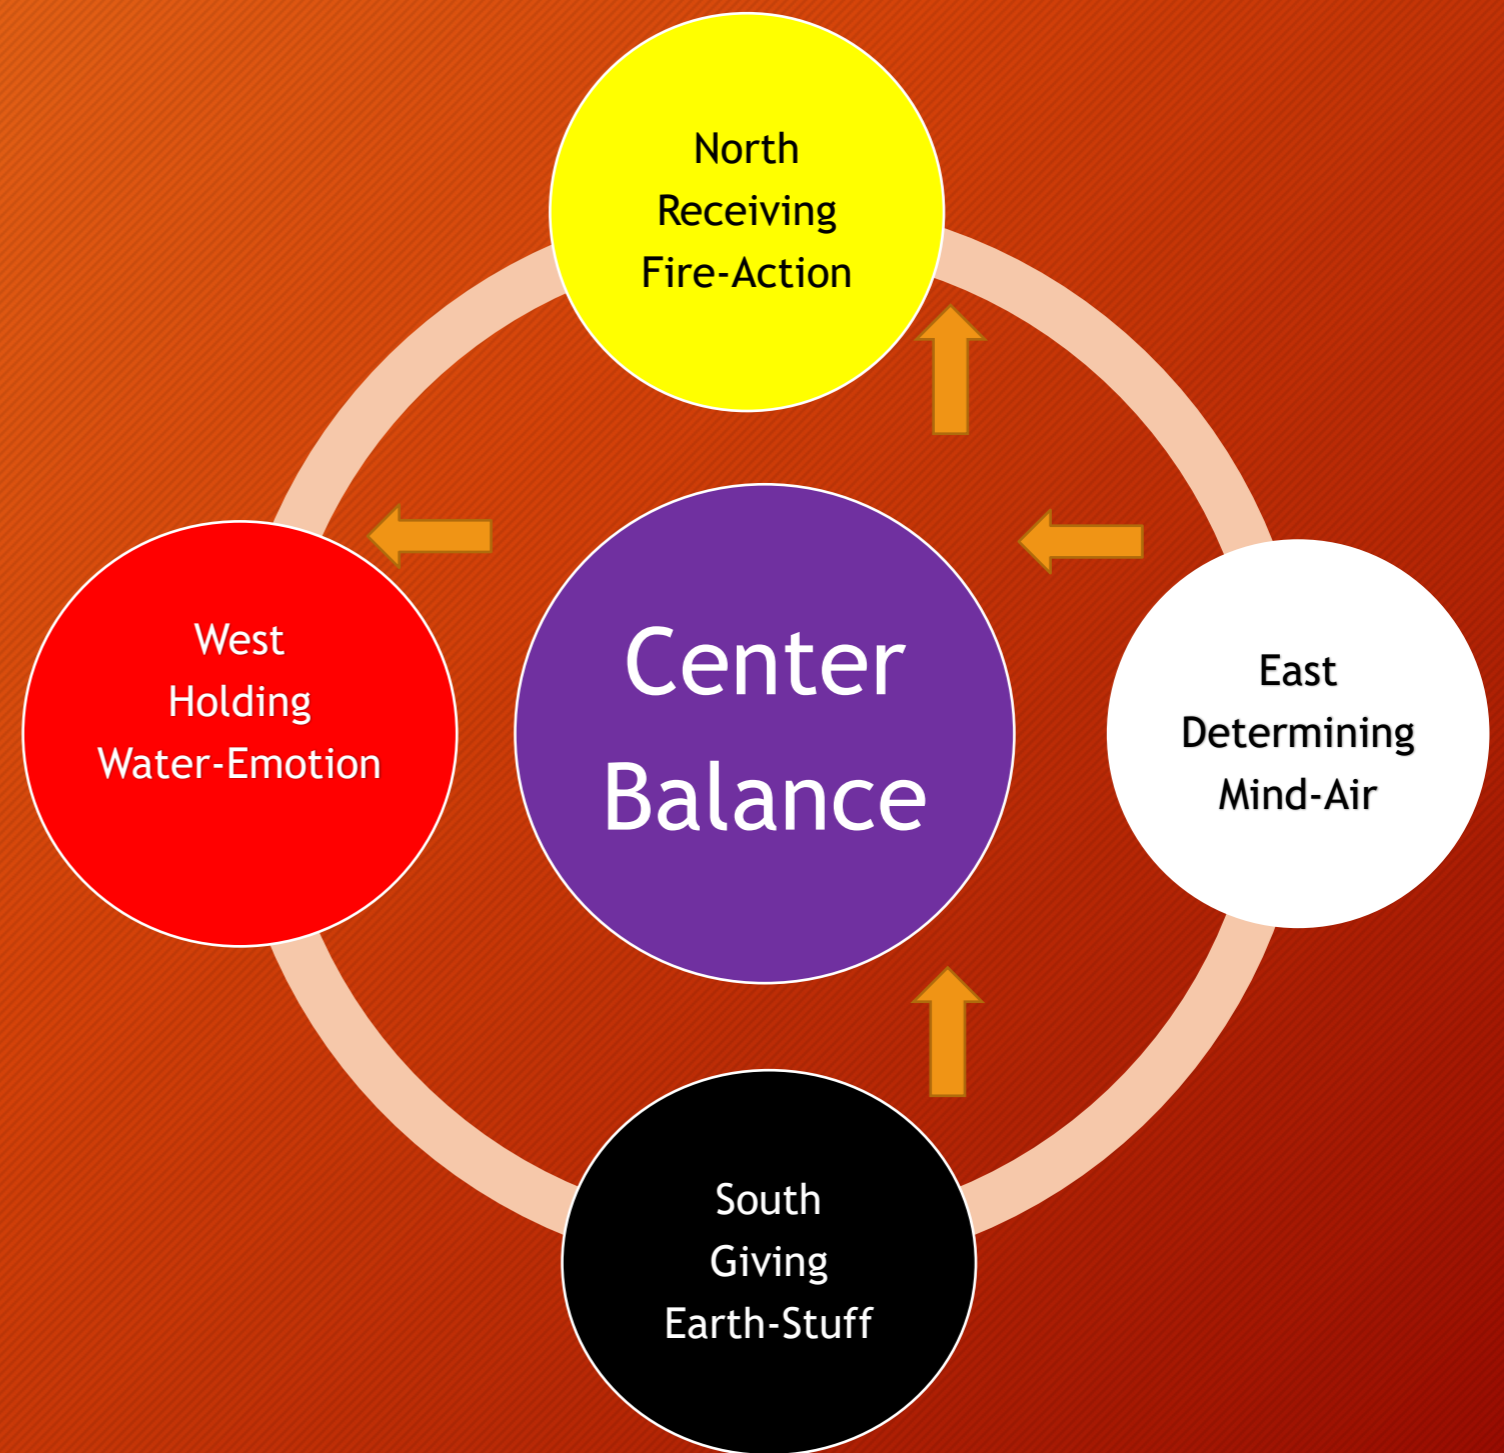 North
Receiving
Fire-Action
West
Holding
Water-Emotion
Center
Balance
East
Determining
Mind-Air
South
Giving
Earth-Stuff